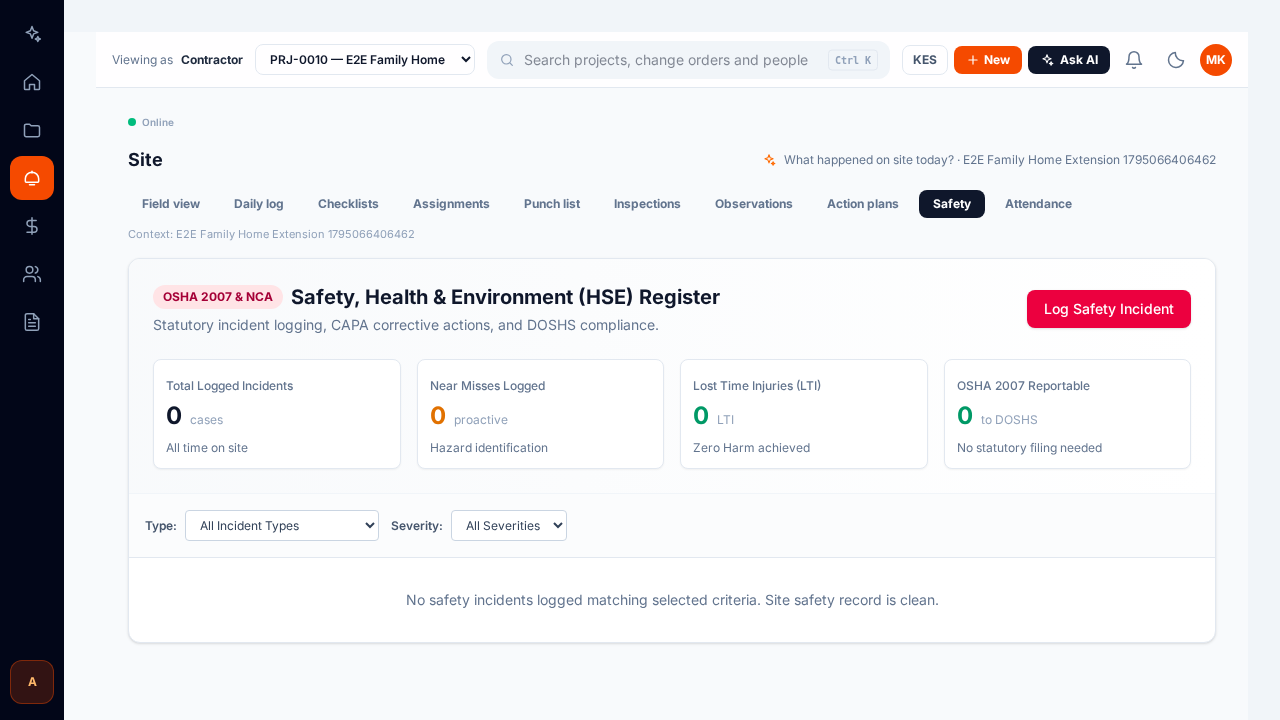 Viewing as Contractor PRJ-0010 — E2E Family Home Search projects, change orders and people Ctrl K KES New Ask AI MK
Online
Site
What happened on site today? · E2E Family Home Extension 1795066406462
Field view Daily log Checklists Assignments Punch list Inspections Observations Action plans Safety Attendance
Context: E2E Family Home Extension 1795066406462
OSHA 2007 & NCA Safety, Health & Environment (HSE) Register
Statutory incident logging, CAPA corrective actions, and DOSHS compliance.
Log Safety Incident
Total Logged Incidents
0 cases
All time on site
Near Misses Logged
0 proactive
Hazard identification
Lost Time Injuries (LTI)
0 LTI
Zero Harm achieved
OSHA 2007 Reportable
0 to DOSHS
No statutory filing needed
Type: All Incident Types Severity: All Severities
No safety incidents logged matching selected criteria. Site safety record is clean.
A